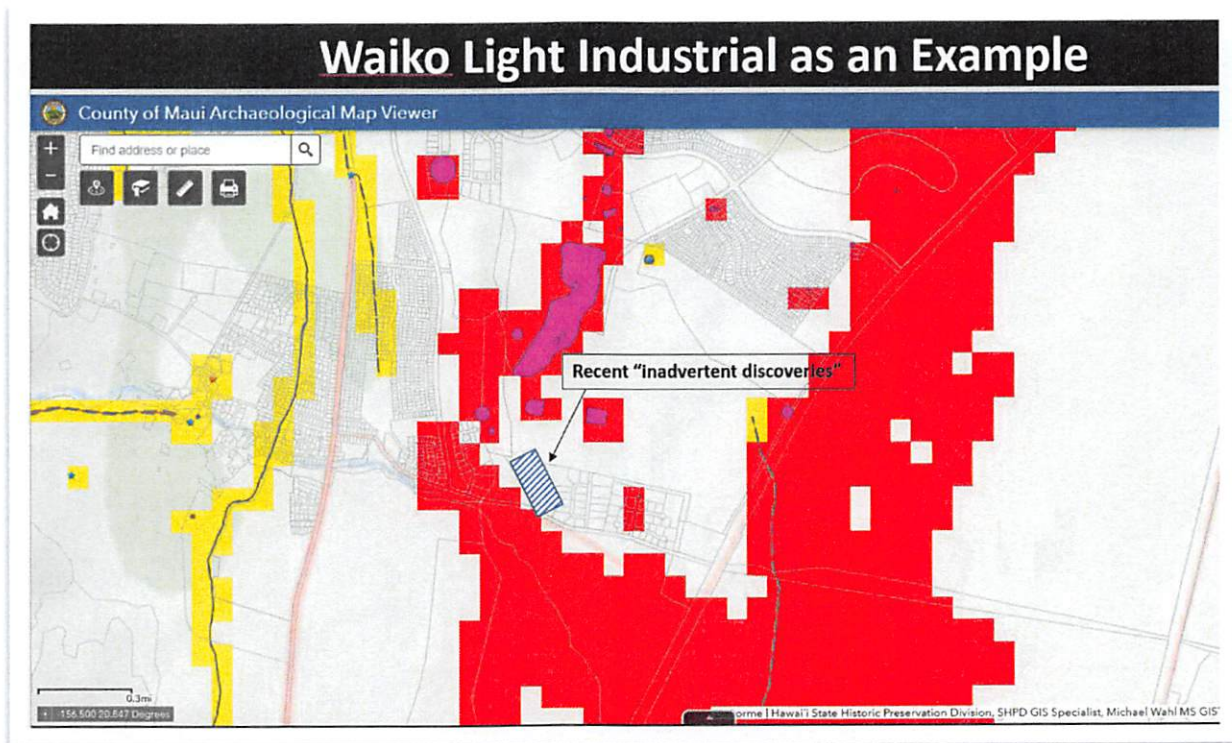 Waiko Light Industrial as an Example
County of Maui Archaeological Map Viewer
+
Find address or place
−
Recent “inadvertent discoveries”
0.3mi
-156.500 20.847 Degrees
orme | Hawai'i State Historic Preservation Division, SHPD GIS Specialist, Michael Wahl MS GIS